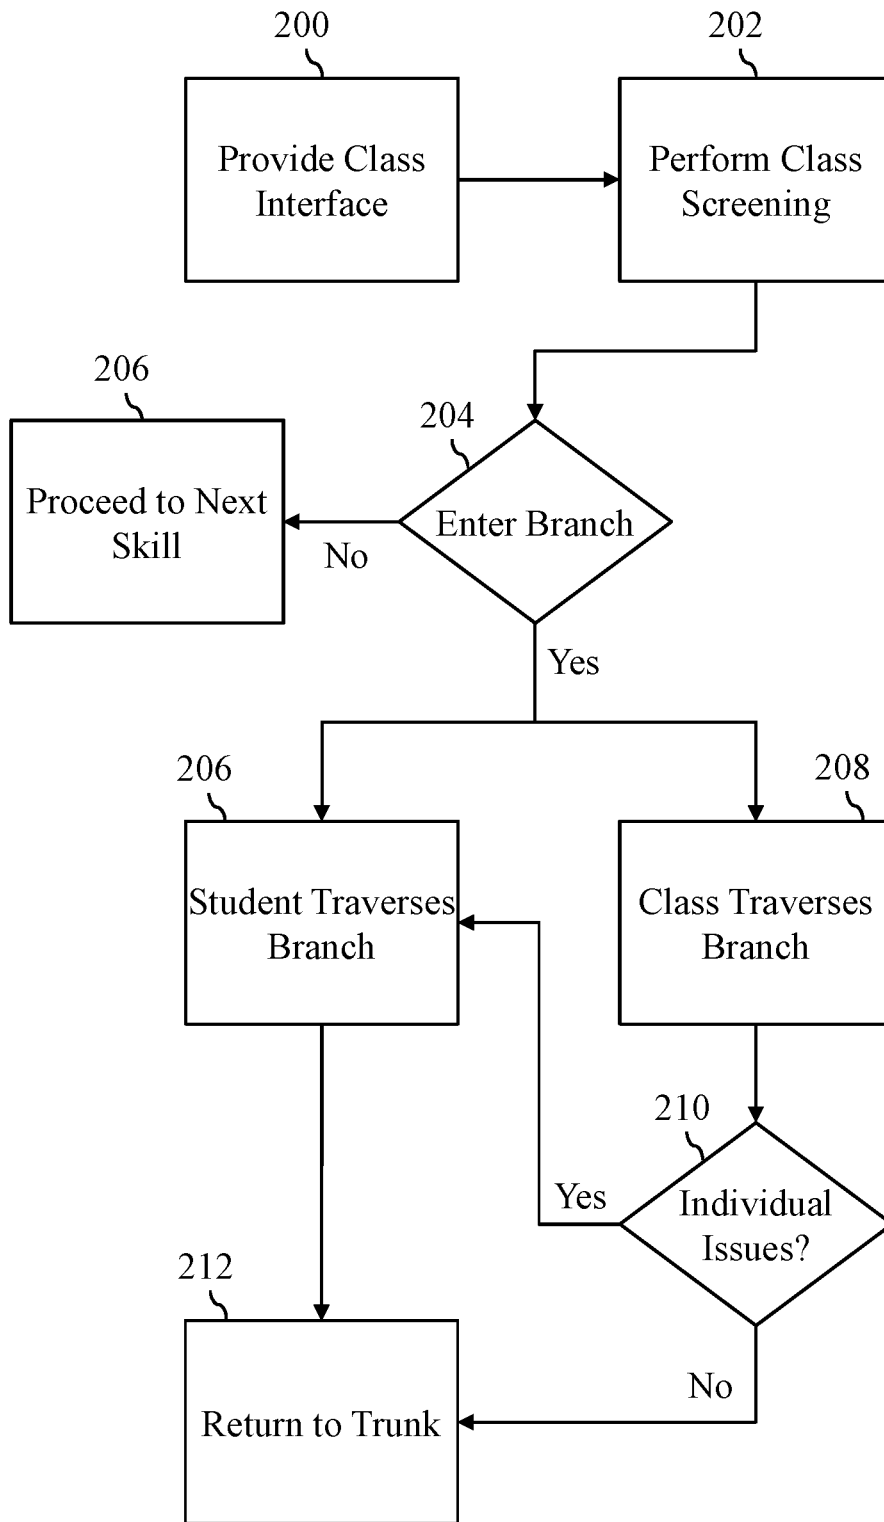 200
202
Provide Class
Interface
Perform Class
Screening
206
204
Proceed to Next
Skill
Enter Branch
No
Yes
206
208
Student Traverses
Branch
Class Traverses
Branch
210
Yes
Individual
Issues?
212
No
Return to Trunk